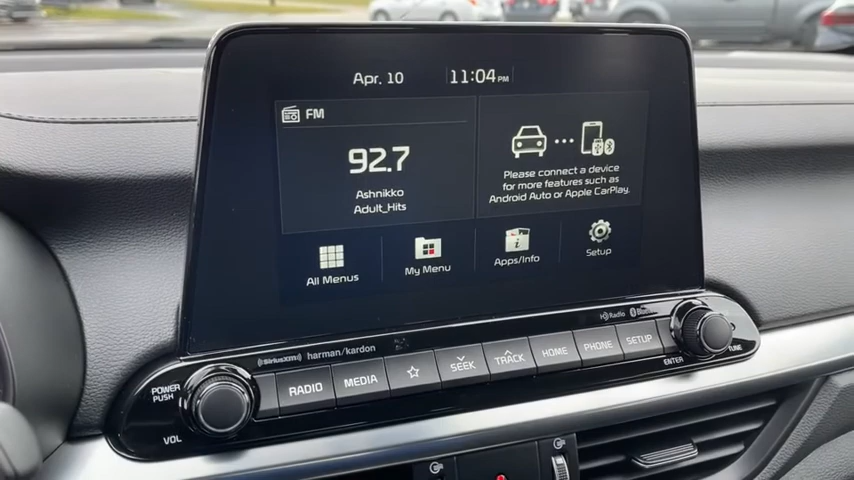 Apr. 10
11:04 PM
FM
92.7
Ashnikko
Adult_Hits
Please connect a device
for more features such as
Android Auto or Apple CarPlay.
All Menus
My Menu
Apps/Info
Setup
((SiriusXM)) harman/kardon
HD Radio Bluetooth
POWER
PUSH
VOL
RADIO
MEDIA
SEEK
TRACK
HOME
PHONE
SETUP
ENTER
TUNE